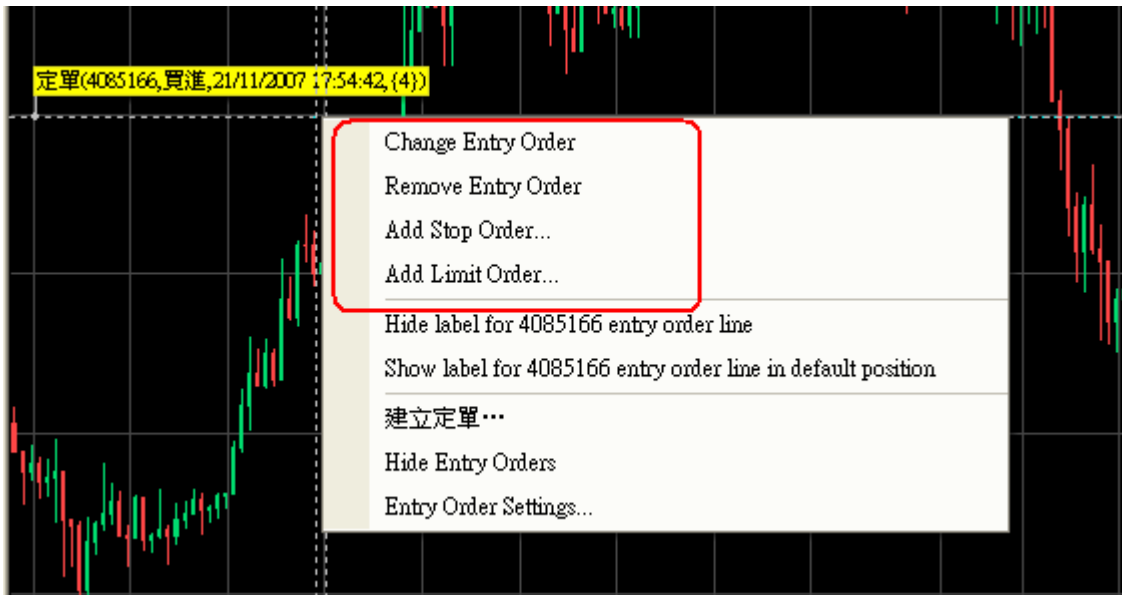 定單(4085166,買進,21/11/2007 17:54:42,{4})
Change Entry Order
Remove Entry Order
Add Stop Order...
Add Limit Order...
Hide label for 4085166 entry order line
Show label for 4085166 entry order line in default position
建立定單…
Hide Entry Orders
Entry Order Settings...